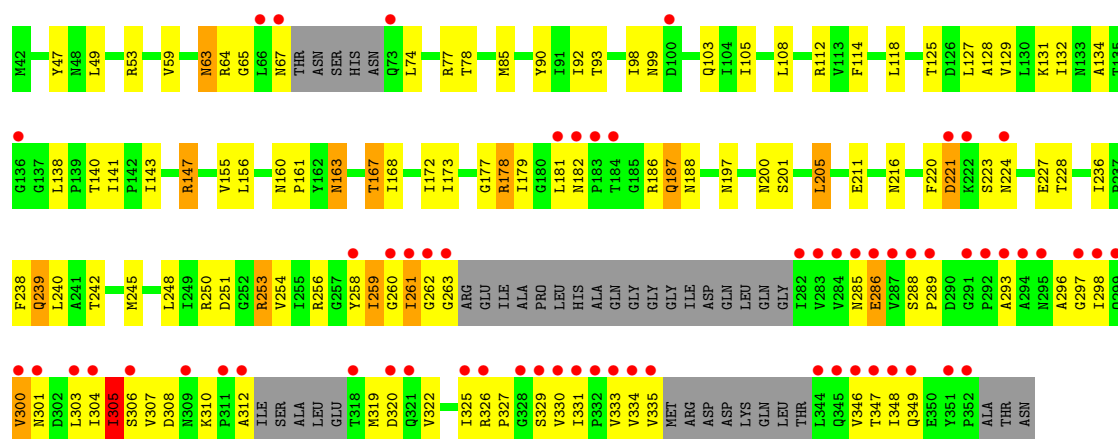 M42 Y47 N48 L49 R53 V59 N63 R64 G65 L66 N67 THR ASN SER HIS ASN Q73 L74 R77 T78 M85 Y90 I91 I92 T93 I98 N99 D100 Q103 I104 I105 L108 R112 V113 F114 L118 T125 D126 L127 A128 V129 L130 K131 I132 N133 A134 T135
G136 G137 L138 P139 T140 I141 P142 I143 R147 V155 L156 N160 P161 Y162 N163 T167 I168 I172 I173 G177 R178 I179 G180 L181 N182 P183 T184 G185 R186 Q187 N188 N197 N200 S201 L205 E211 N216 F220 D221 K222 S223 N224 E227 T228 I236
F238 Q239 L240 A241 T242 M245 L248 I249 R250 D251 G252 R253 V254 I255 R256 G257 Y258 I259 G260 I261 G262 G263 ARG GLU ILE ALA PRO LEU HIS ALA GLN GLY GLY GLY ILE ASP GLN LEU GLN GLY I282 V283 V284 N285 E286 V287 S288 P289 D290 G291 P292 A293 A294 N295 A296 G297 I298
V300 N301 D302 L303 I304 I305 S306 V307 D308 N309 K310 P311 A312 ILE SER ALA LEU GLU T318 M319 D320 Q321 V322 I325 R326 P327 G328 S329 V330 I331 P332 V333 V334 V335 MET ARG ASP ASP LYS GLN LEU THR L344 Q345 V346 T347 I348 Q349 E350 Y351 P352 ALA THR ASN